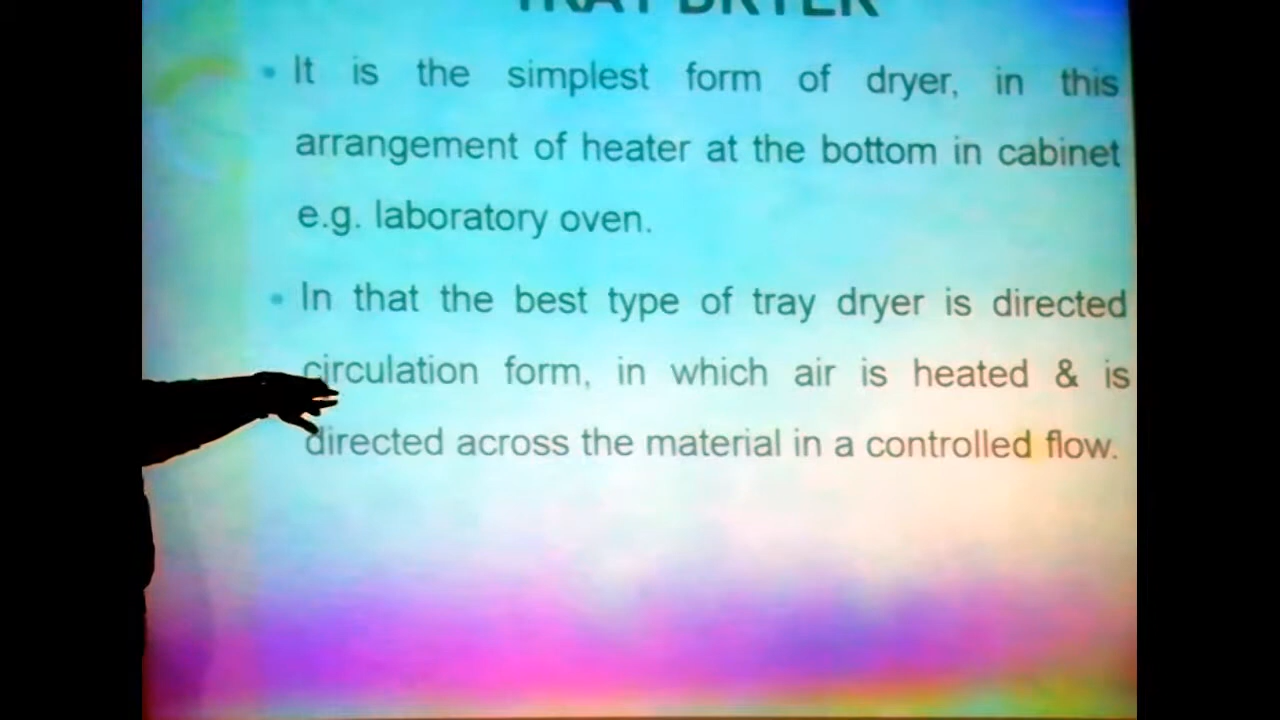 TRAY DRYER
It is the simplest form of dryer, in this
arrangement of heater at the bottom in cabinet
e.g. laboratory oven.
In that the best type of tray dryer is directed
circulation form, in which air is heated & is
directed across the material in a controlled flow.